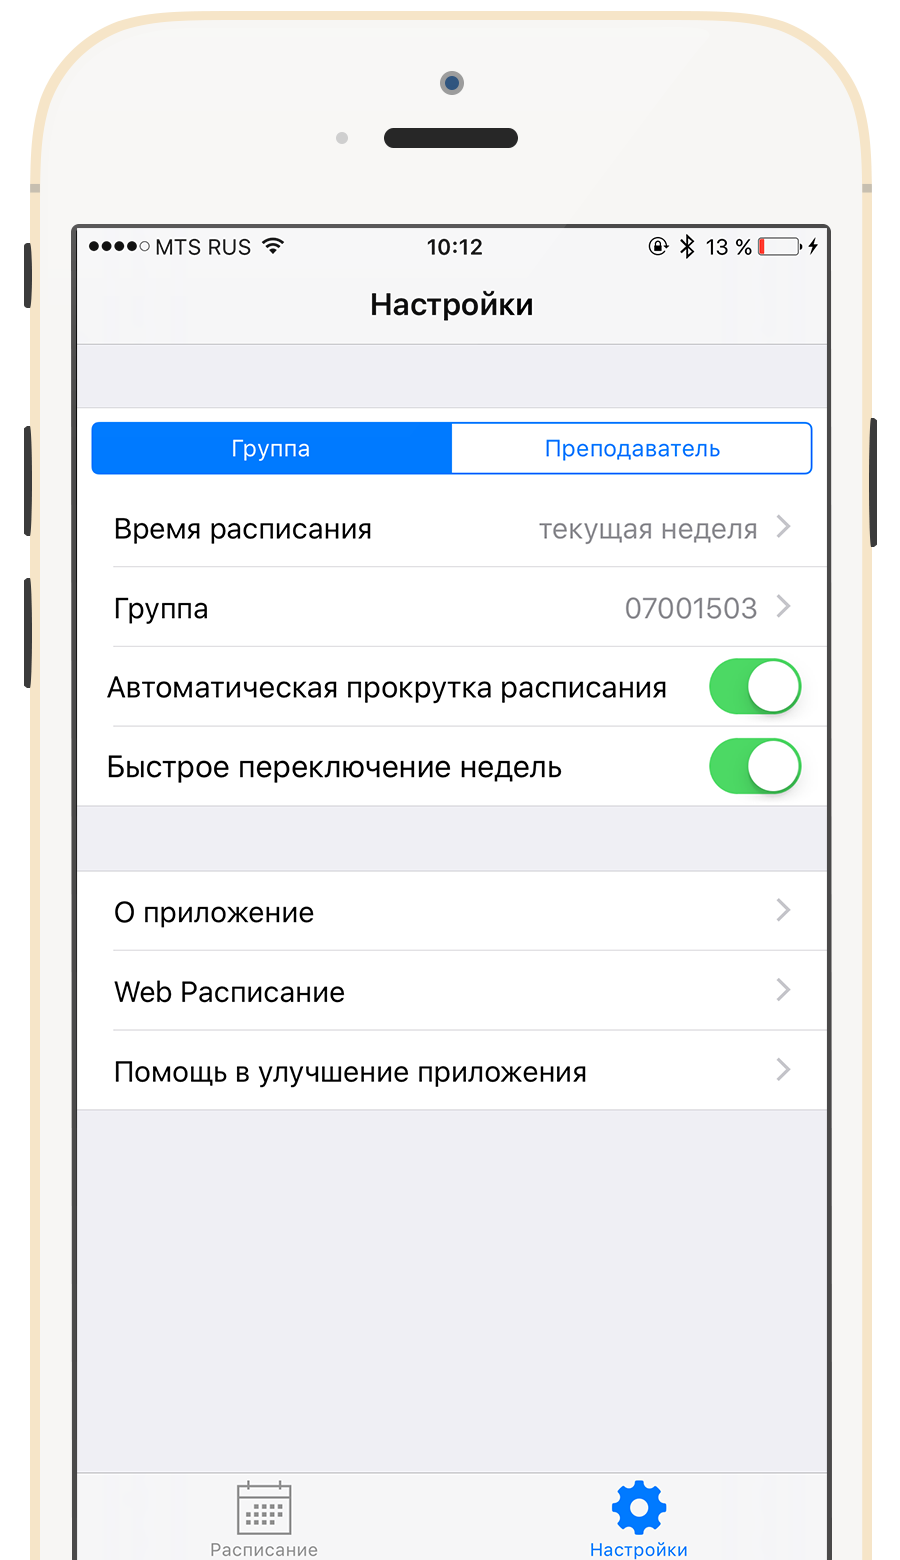 MTS RUS 10:12 13 %
Настройки
Группа Преподаватель
Время расписания текущая неделя
Группа 07001503
Автоматическая прокрутка расписания
Быстрое переключение недель
О приложение
Web Расписание
Помощь в улучшение приложения
Расписание Настройки